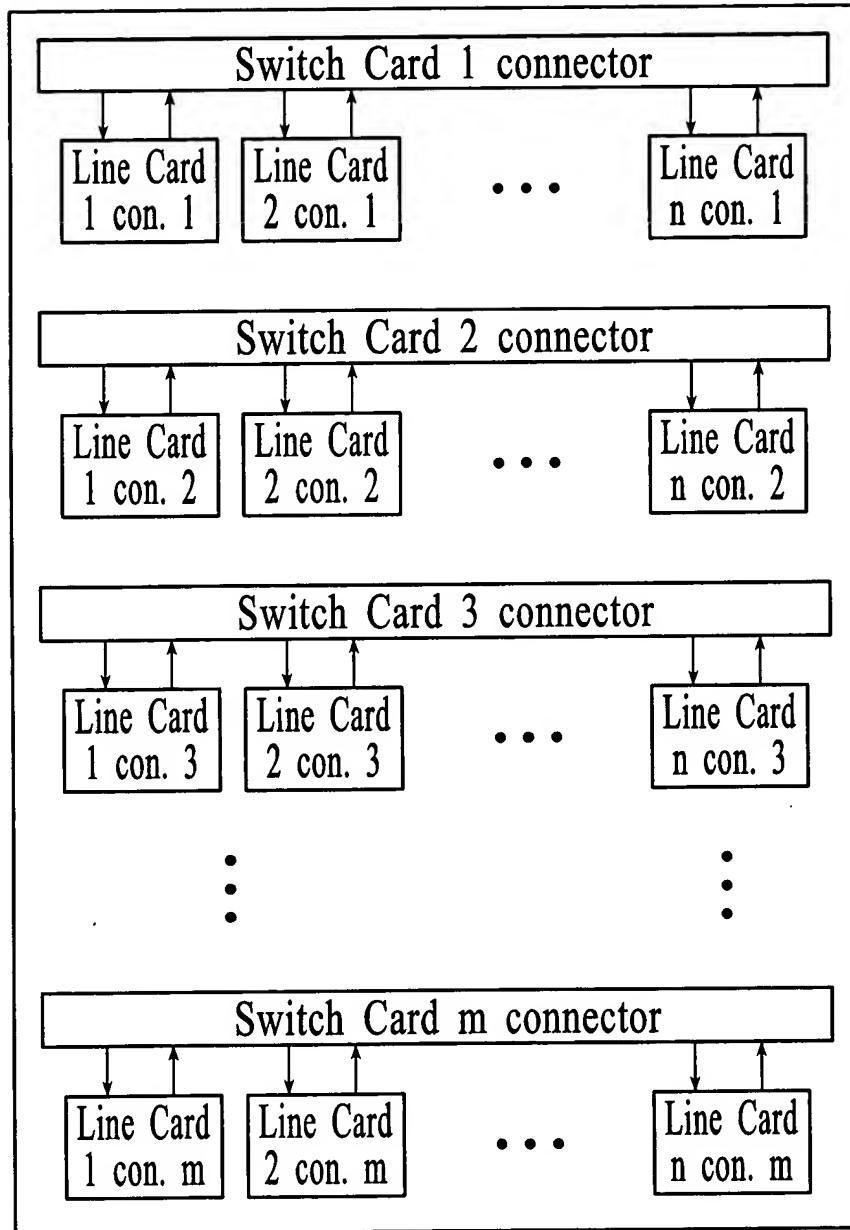 Switch Card 1 connector
Line Card
1 con. 1
Line Card
2 con. 1
Line Card
n con. 1
Switch Card 2 connector
Line Card
1 con. 2
Line Card
2 con. 2
Line Card
n con. 2
Switch Card 3 connector
Line Card
1 con. 3
Line Card
2 con. 3
Line Card
n con. 3
Switch Card m connector
Line Card
1 con. m
Line Card
2 con. m
Line Card
n con. m